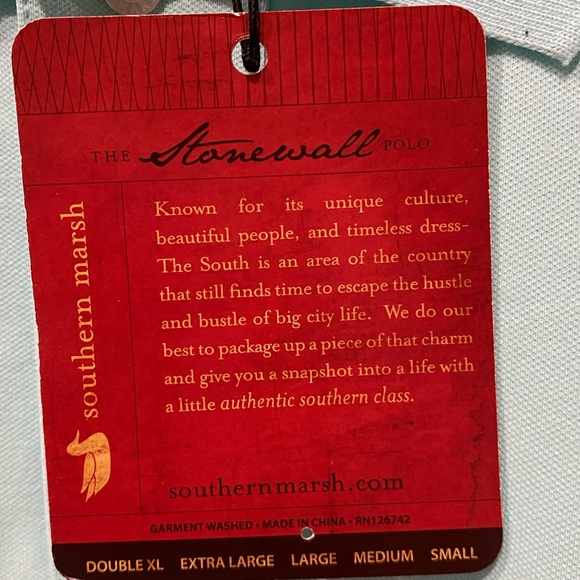 THE Stonewall POLO
southern marsh
Known for its unique culture,
beautiful people, and timeless dress-
The South is an area of the country
that still finds time to escape the hustle
and bustle of big city life. We do our
best to package up a piece of that charm
and give you a snapshot into a life with
a little authentic southern class.
southernmarsh.com
GARMENT WASHED • MADE IN CHINA • RN126742
DOUBLE XL EXTRA LARGE LARGE MEDIUM SMALL